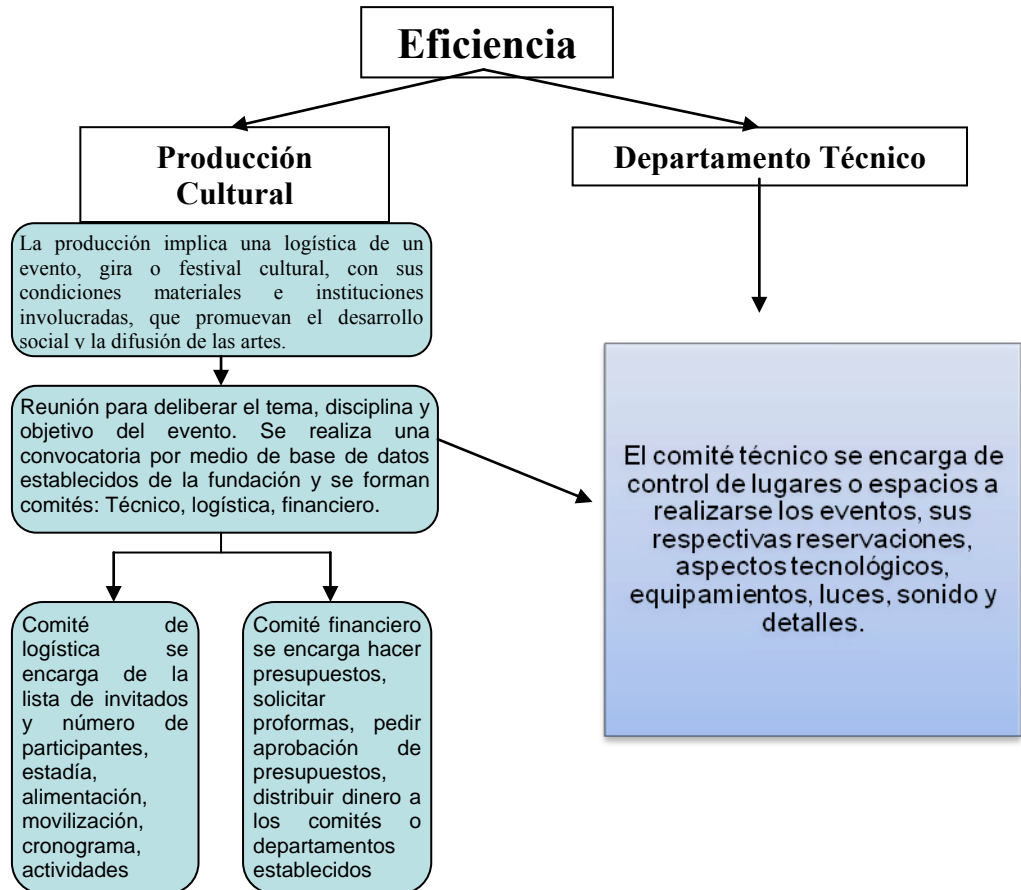 Eficiencia
Producción
Cultural
Departamento Técnico
La producción implica una logística de un
evento, gira o festival cultural, con sus
condiciones materiales e instituciones
involucradas, que promuevan el desarrollo
social y la difusión de las artes.
Reunión para deliberar el tema, disciplina y
objetivo del evento. Se realiza una
convocatoria por medio de base de datos
establecidos de la fundación y se forman
comités: Técnico, logística, financiero.
El comité técnico se encarga de
control de lugares o espacios a
realizarse los eventos, sus
respectivas reservaciones,
aspectos tecnológicos,
equipamientos, luces, sonido y
detalles.
Comité de
logística se
encarga de la
lista de invitados
y número de
participantes,
estadía,
alimentación,
movilización,
cronograma,
actividades
Comité financiero
se encarga hacer
presupuestos,
solicitar
proformas, pedir
aprobación de
presupuestos,
distribuir dinero a
los comités o
departamentos
establecidos